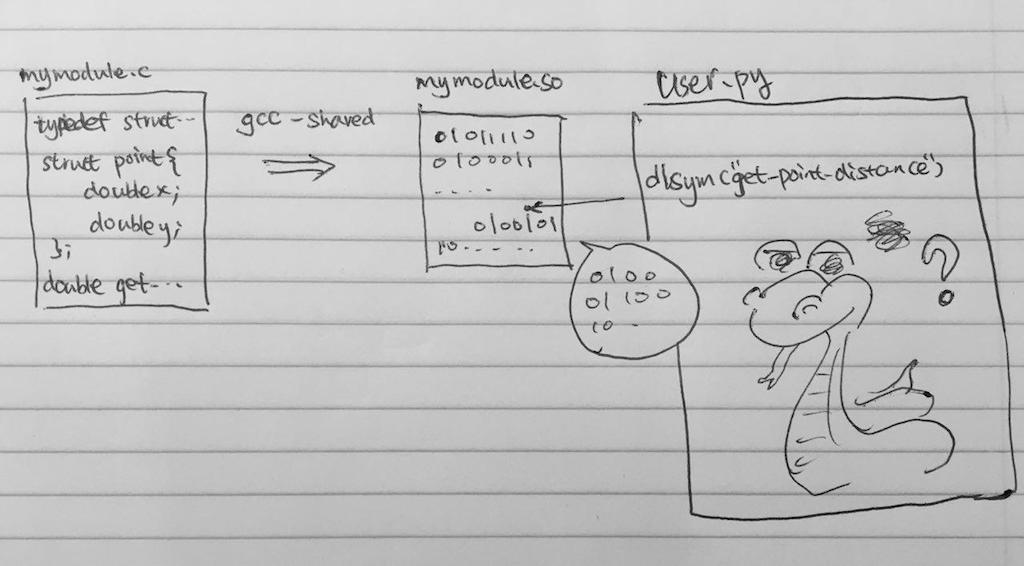 mymodule.c
typedef struct...
struct point{
double x;
double y;
};
double get-...
gcc -shared
mymodule.so
01011110
0100011
....
0100101
110.... ..
user.py
dlsym("get-point-distance")
?
0100
01100
10 -